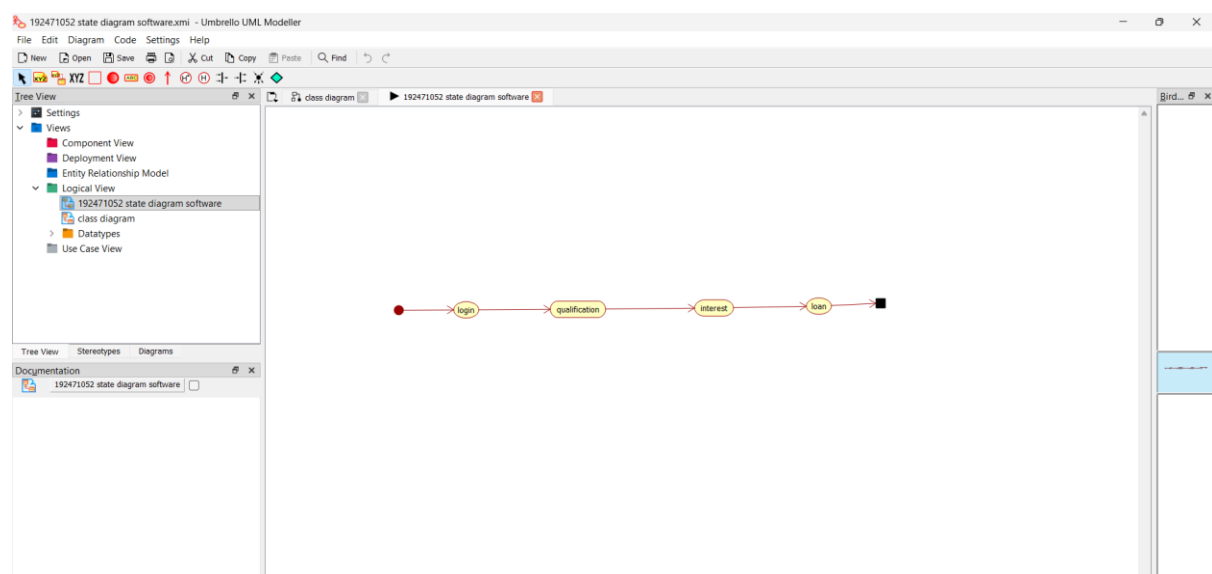 192471052 state diagram software.xmi - Umbrello UML Modeller
File Edit Diagram Code Settings Help
New Open Save Cut Copy Paste Find
XYZ XYZ ABC H* H
Tree View
class diagram
192471052 state diagram software
Bird...
Settings
Views
Component View
Deployment View
Entity Relationship Model
Logical View
192471052 state diagram software
class diagram
Datatypes
Use Case View
login qualification interest loan
Tree View Stereotypes Diagrams
Documentation
192471052 state diagram software